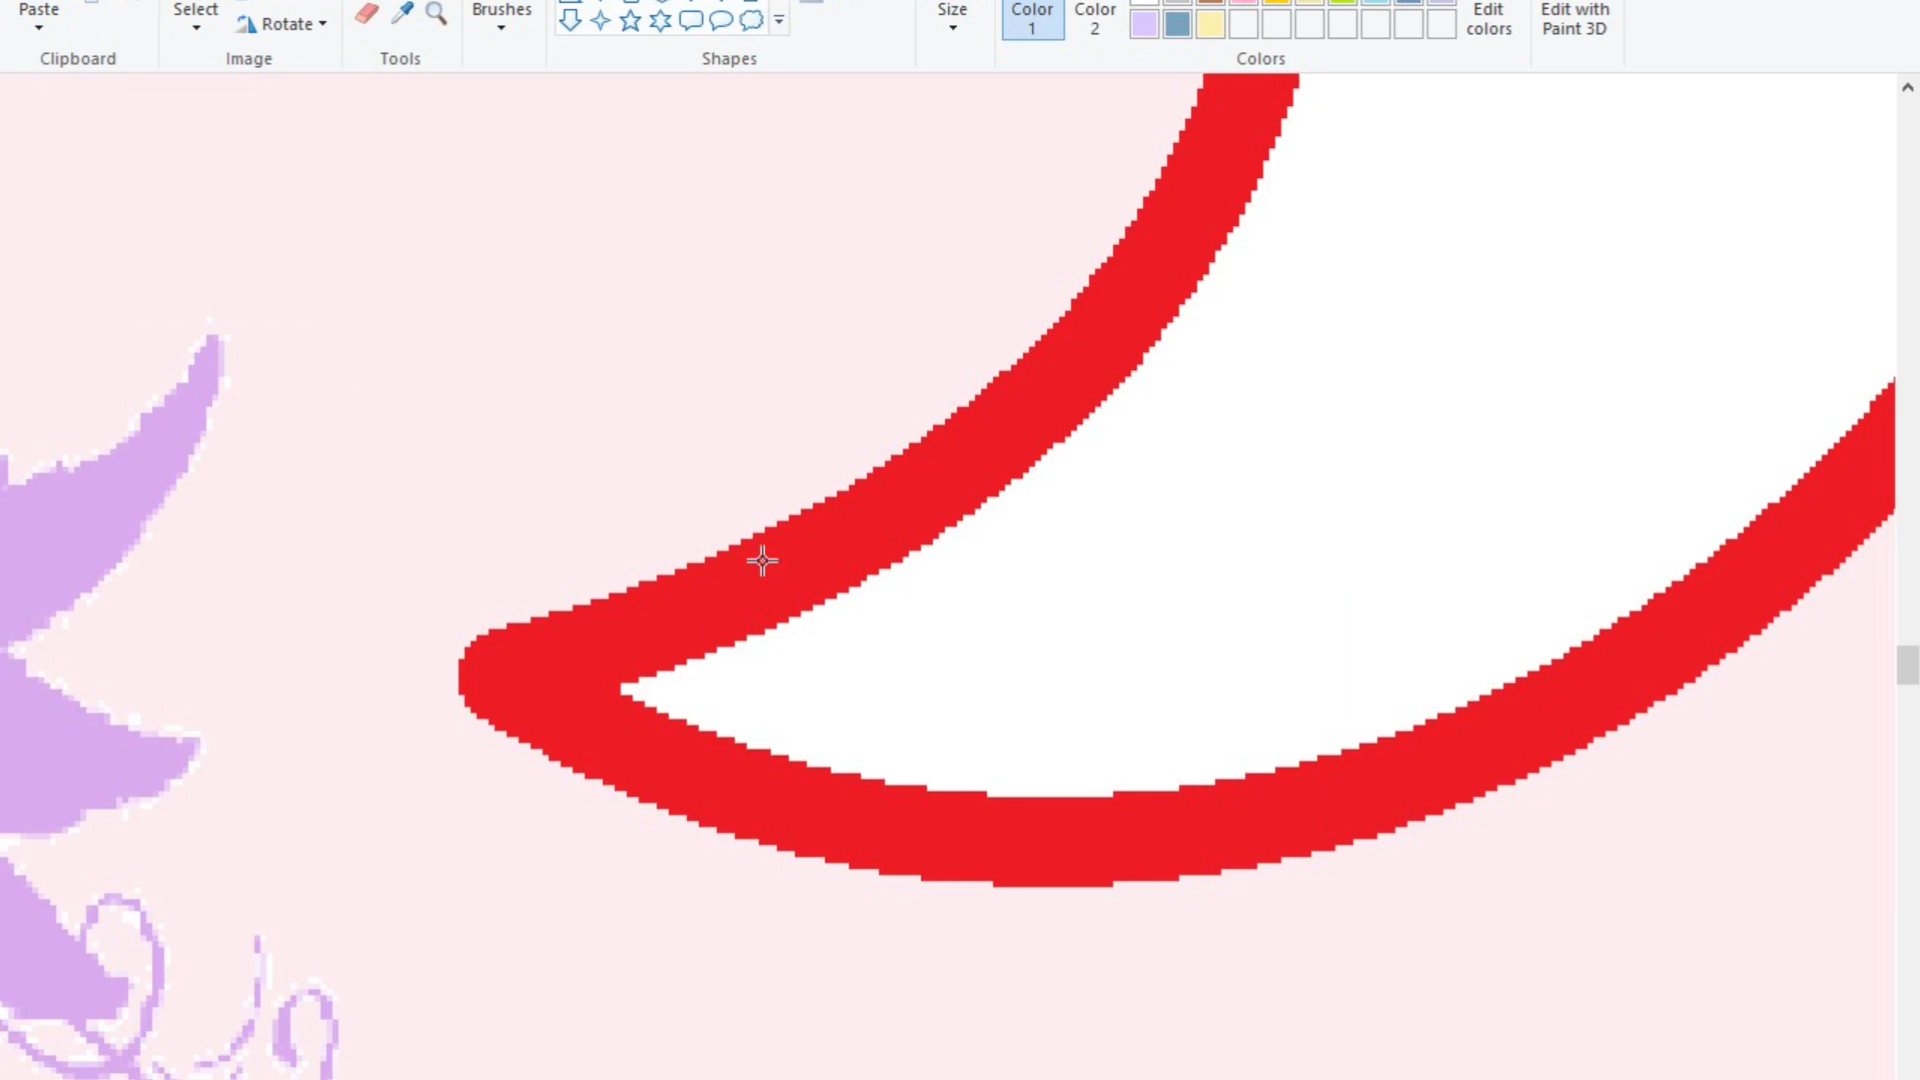 Paste
Select
Rotate
Brushes
Size
Color
1
Color
2
Edit
colors
Edit with
Paint 3D
Clipboard
Image
Tools
Shapes
Colors